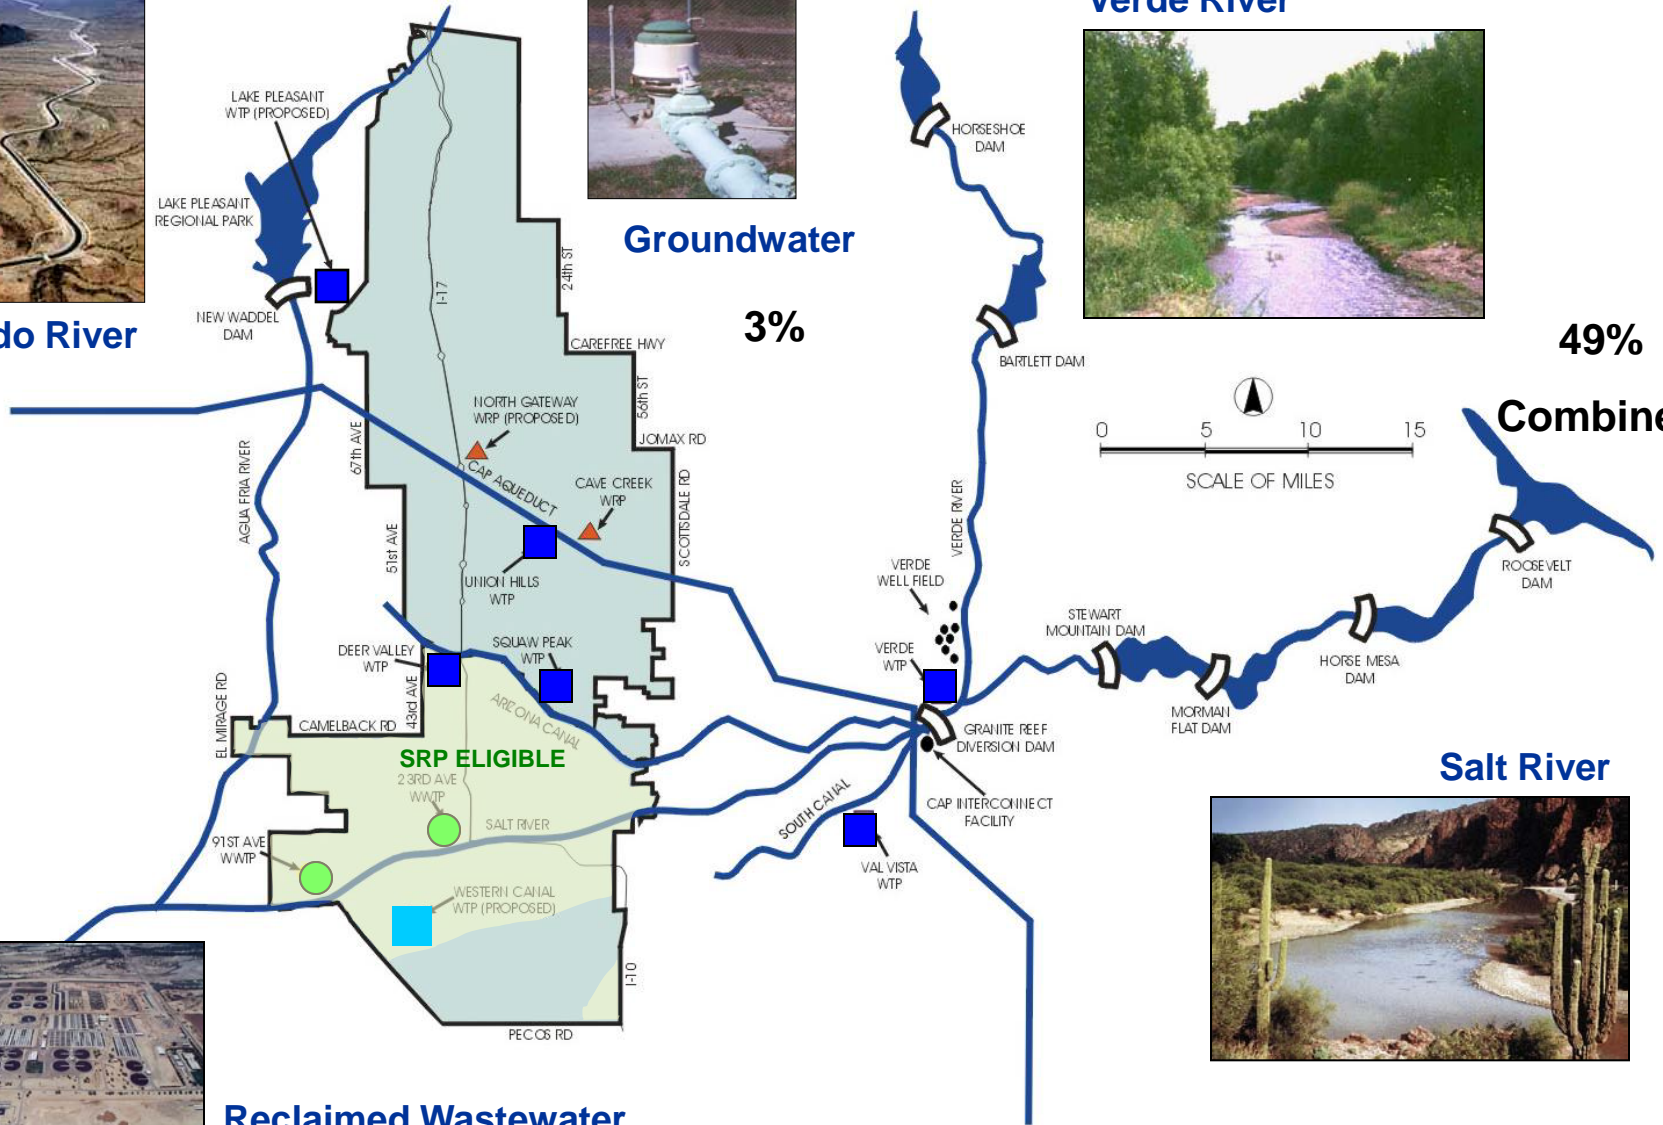 Verde River
LAKE PLEASANT
WTP (PROPOSED)
HORSESHOE
DAM
LAKE PLEASANT
REGIONAL PARK
Groundwater
24th ST
I-17
NEW WADDEL
DAM
do River
3%
CAREFREE HWY
BARTLETT DAM
49%
Combine
56th ST
NORTH GATEWAY
WRP (PROPOSED)
JOMAX RD
0 5 10 15
SCALE OF MILES
67th AVE
AGUA FRIA RIVER
CAP AQUEDUCT
CAVE CREEK
WRP
SCOTTSDALE RD
VERDE RIVER
51st AVE
UNION HILLS
WTP
VERDE
WELL FIELD
ROOSEVELT
DAM
STEWART
MOUNTAIN DAM
DEER VALLEY
WTP
SQUAW PEAK
WTP
VERDE
WTP
HORSE MESA
DAM
EL MIRAGE RD
43rd AVE
ARIZONA CANAL
CAMELBACK RD
MORMAN
FLAT DAM
GRANITE REEF
DIVERSION DAM
SRP ELIGIBLE
23RD AVE
WWTP
Salt River
SOUTH CANAL
CAP INTERCONNECT
FACILITY
SALT RIVER
91ST AVE
WWTP
VAL VISTA
WTP
WESTERN CANAL
WTP (PROPOSED)
I-10
PECOS RD
Reclaimed Wastewater